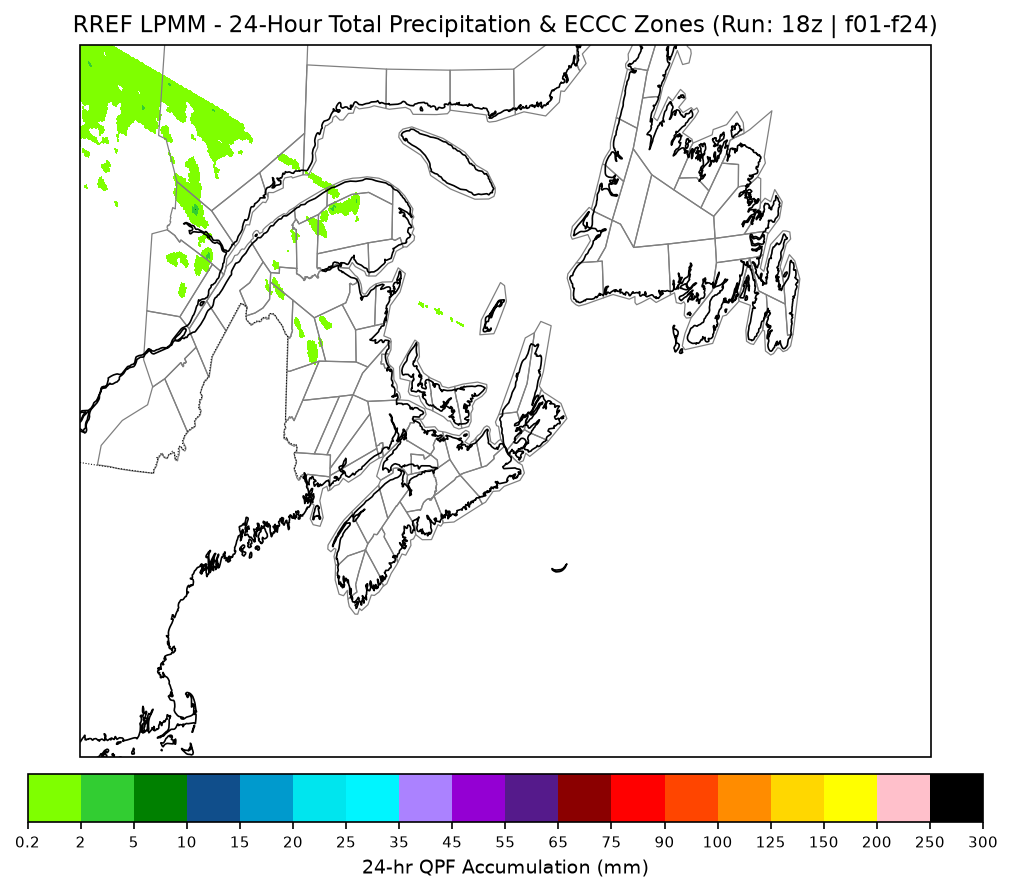 RREF LPMM - 24-Hour Total Precipitation & ECCC Zones (Run: 18z | f01-f24)
0.2 2 5 10 15 20 25 35 45 55 65 75 90 100 125 150 200 250 300
24-hr QPF Accumulation (mm)